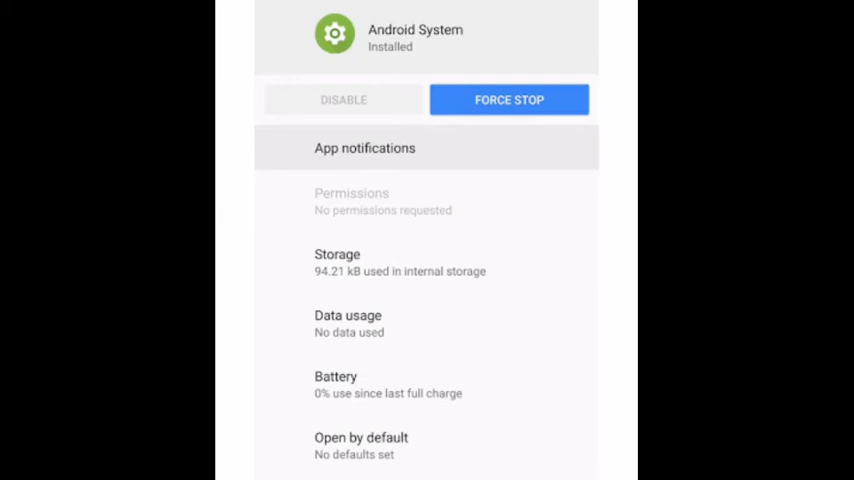 Android System
Installed
DISABLE
FORCE STOP
App notifications
Permissions
No permissions requested
Storage
94.21 kB used in internal storage
Data usage
No data used
Battery
0% use since last full charge
Open by default
No defaults set